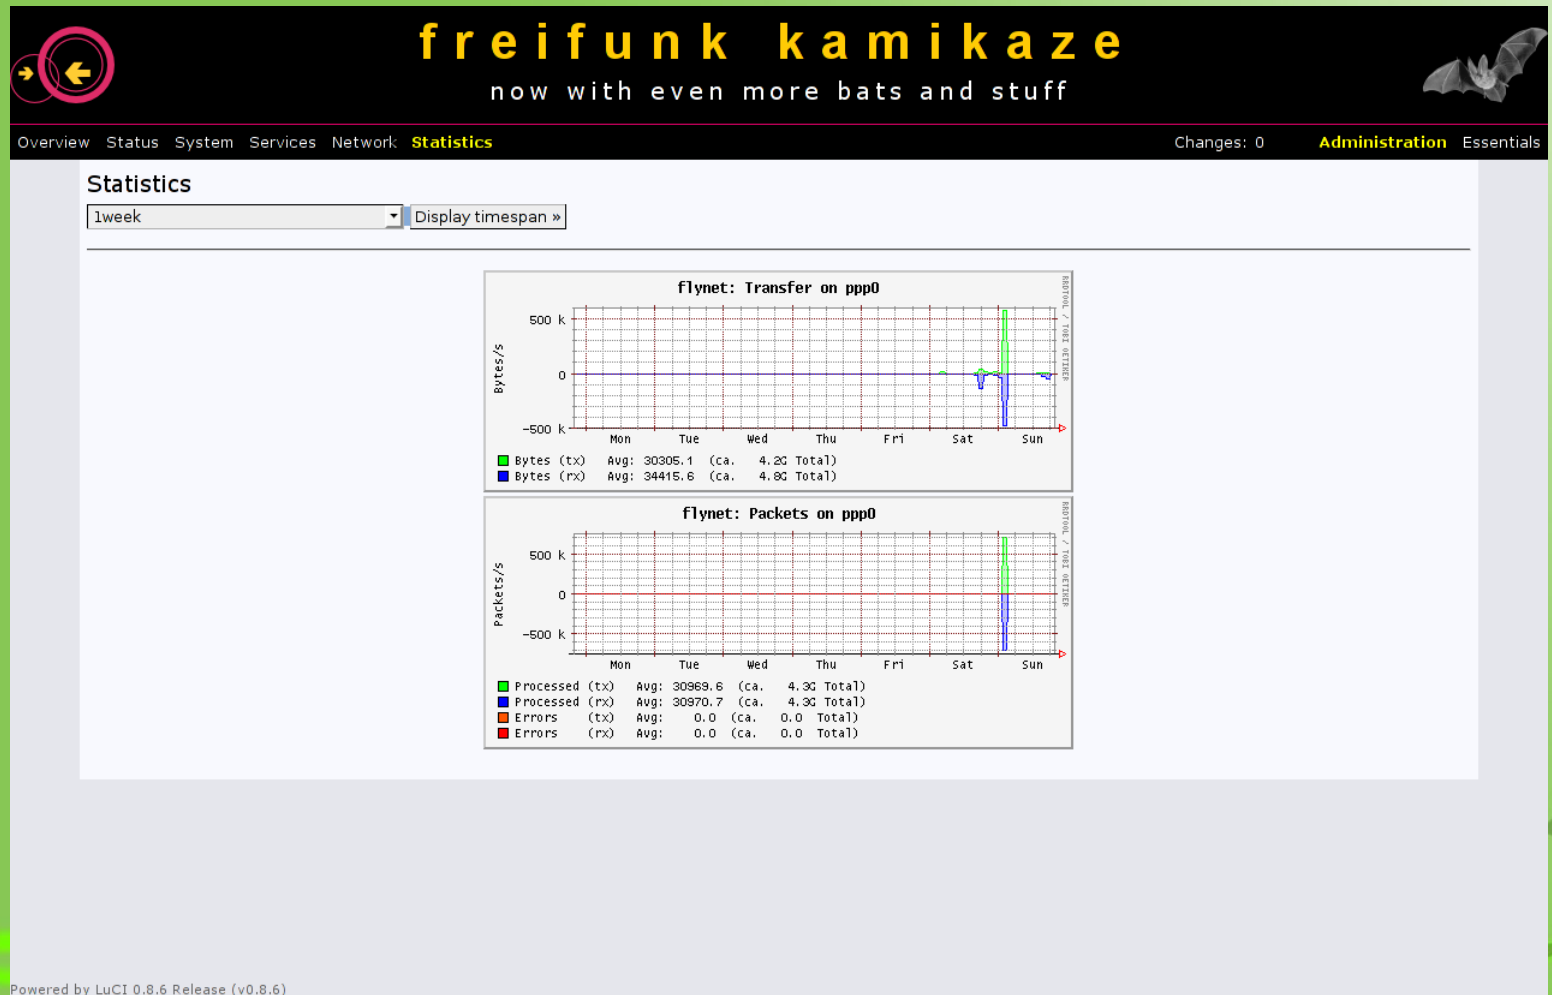 freifunk kamikaze
now with even more bats and stuff
Overview Status System Services Network Statistics Changes: 0 Administration Essentials
Statistics
1week Display timespan »
flynet: Transfer on ppp0
RRDTOOL / TOBI OETIKER
Bytes/s
500 k
0
-500 k
Mon Tue Wed Thu Fri Sat Sun
Bytes (tx) Avg: 30305.1 (ca. 4.2G Total)
Bytes (rx) Avg: 34415.6 (ca. 4.8G Total)
flynet: Packets on ppp0
RRDTOOL / TOBI OETIKER
Packets/s
500 k
0
-500 k
Mon Tue Wed Thu Fri Sat Sun
Processed (tx) Avg: 30969.6 (ca. 4.3G Total)
Processed (rx) Avg: 30970.7 (ca. 4.3G Total)
Errors (tx) Avg: 0.0 (ca. 0.0 Total)
Errors (rx) Avg: 0.0 (ca. 0.0 Total)
Powered by LuCI 0.8.6 Release (v0.8.6)